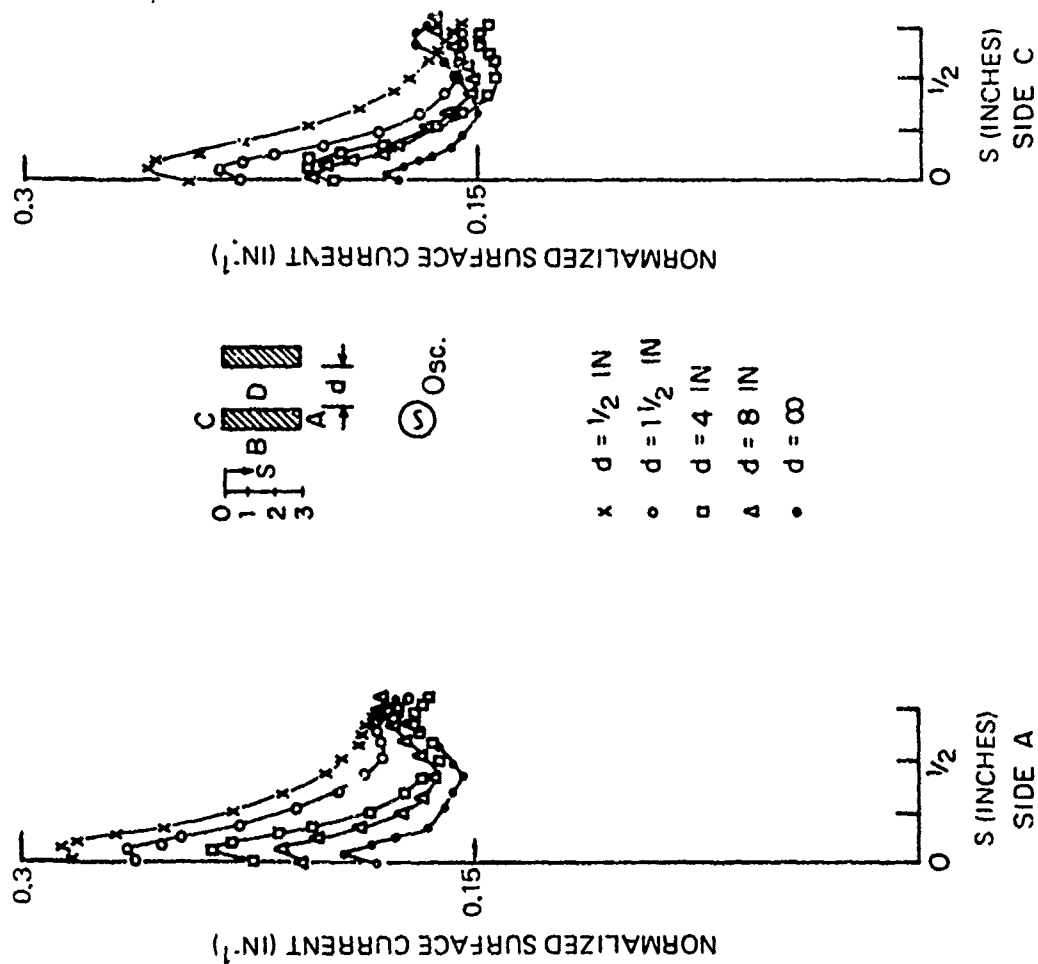 0.3
0.15
NORMALIZED SURFACE CURRENT (IN.⁻¹)
0
1/2
S (INCHES)
SIDE C
0
1
2
3
S
C
B
D
A
d
S
Osc.
x d = 1/2 IN
o d = 1 1/2 IN
□ d = 4 IN
△ d = 8 IN
• d = ∞
0.3
0.15
NORMALIZED SURFACE CURRENT (IN⁻¹)
0
1/2
S (INCHES)
SIDE A